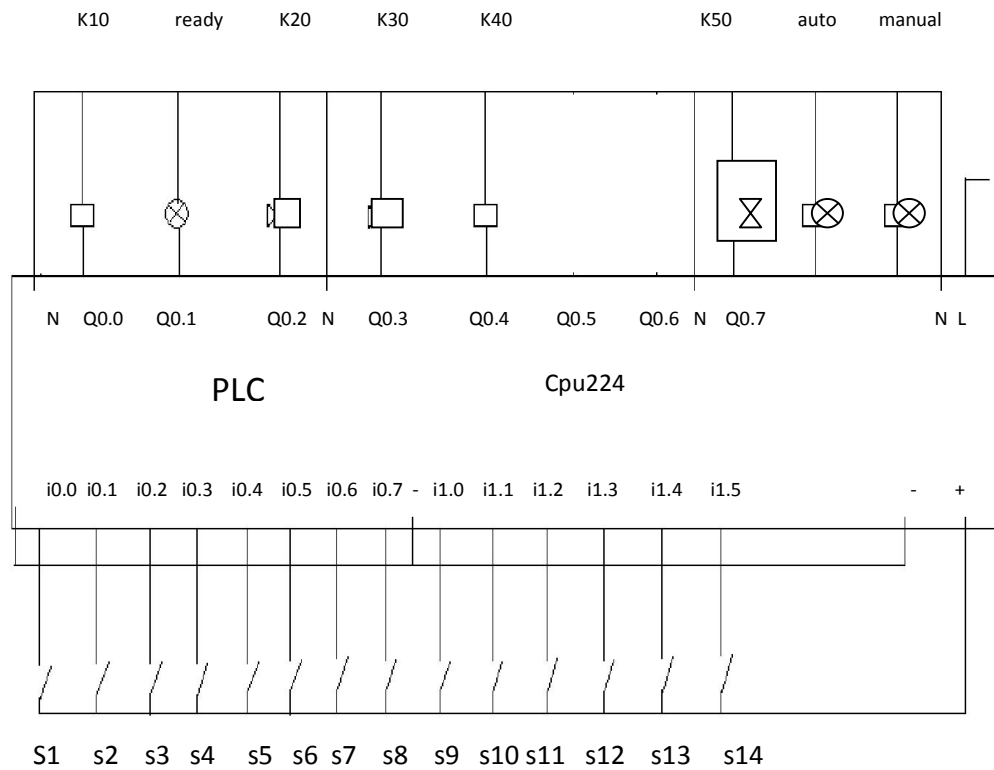 K10 ready K20 K30 K40 K50 auto manual
N Q0.0 Q0.1 Q0.2 N Q0.3 Q0.4 Q0.5 Q0.6 N Q0.7 N L
PLC Cpu224
i0.0 i0.1 i0.2 i0.3 i0.4 i0.5 i0.6 i0.7 - i1.0 i1.1 i1.2 i1.3 i1.4 i1.5 - +
S1 s2 s3 s4 s5 s6 s7 s8 s9 s10 s11 s12 s13 s14